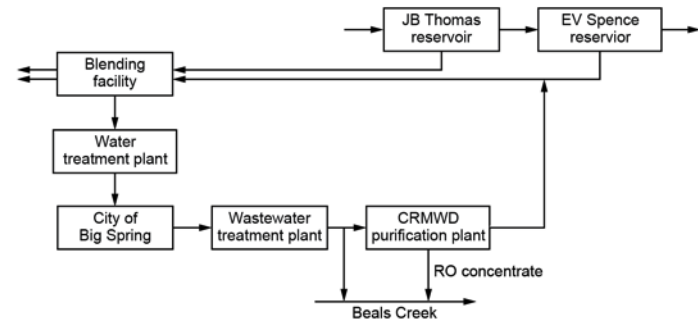 JB Thomas
reservoir
EV Spence
reservior
Blending
facility
Water
treatment plant
City of
Big Spring
Wastewater
treatment plant
CRMWD
purification plant
RO concentrate
Beals Creek